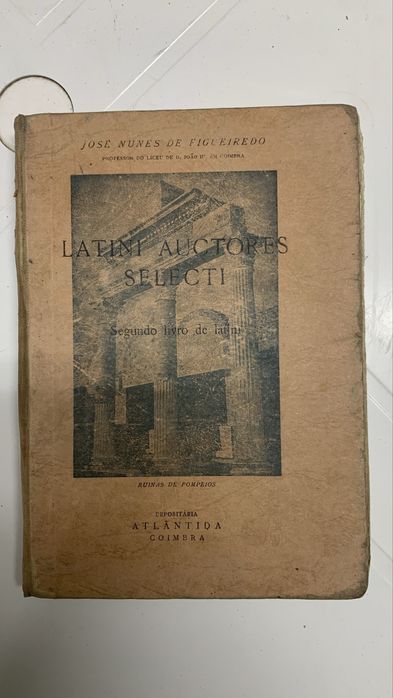 JOSÉ NUNES DE FIGUEIREDO
PROFESSOR DO LICEU DE D. JOÃO III, EM COIMBRA
LATINI AUCTORES
SELECTI
Segundo livro de latim
RUINAS DE POMPEIOS
DEPOSITÁRIA
ATLÂNTIDA
COIMBRA